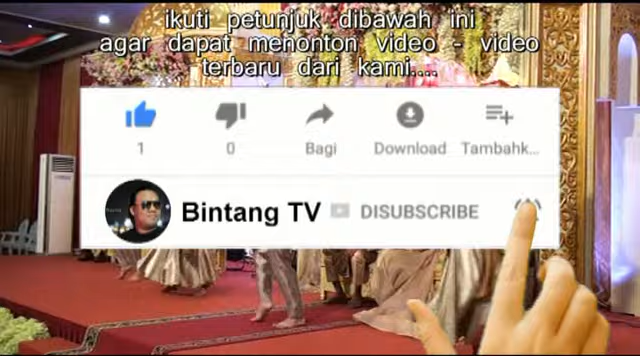 ikuti petunjuk dibawah ini
agar dapat menonton video - video
terbaru dari kami....
1 0 Bagi Download Tambahk...
Bintang TV DISUBSCRIBE